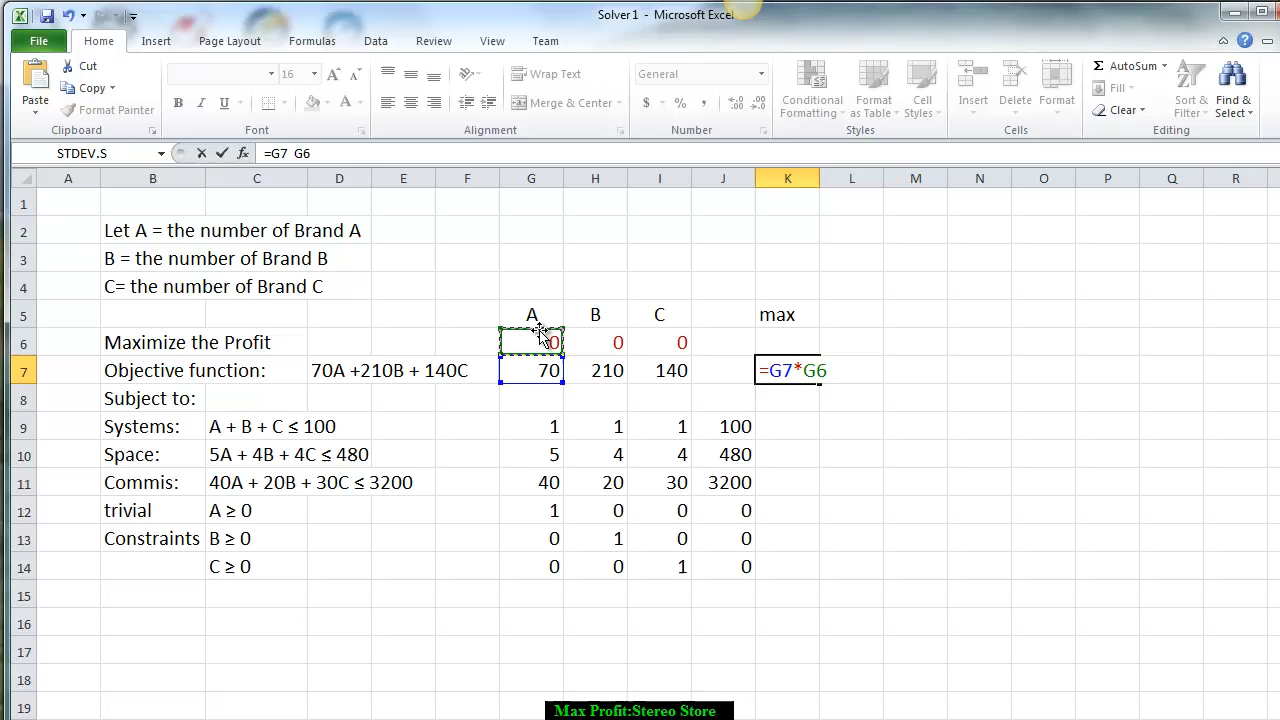 Solver1 - Microsoft Excel
File Home Insert Page Layout Formulas Data Review View Team
Paste Cut Copy Format Painter Clipboard
16 B I U A A A Font
Wrap Text Merge & Center Alignment
General $ % , .0 .00 .00 .0 Number
Conditional Formatting Format as Table Cell Styles Styles
Insert Delete Format Cells
Σ AutoSum Fill Clear Sort & Filter Find & Select Editing
STDEV.S fx =G7 G6
A B C D E F G H I J K L M N O P Q R
1
2 Let A = the number of Brand A
3 B = the number of Brand B
4 C= the number of Brand C
5 A B C max
6 Maximize the Profit 0 0 0
7 Objective function: 70A +210B + 140C 70 210 140 =G7*G6
8 Subject to:
9 Systems: A + B + C ≤ 100 1 1 1 100
10 Space: 5A + 4B + 4C ≤ 480 5 4 4 480
11 Commis: 40A + 20B + 30C ≤ 3200 40 20 30 3200
12 trivial A ≥ 0 1 0 0 0
13 Constraints B ≥ 0 0 1 0 0
14 C ≥ 0 0 0 1 0
15
16
17
18
19
Max Profit:Stereo Store